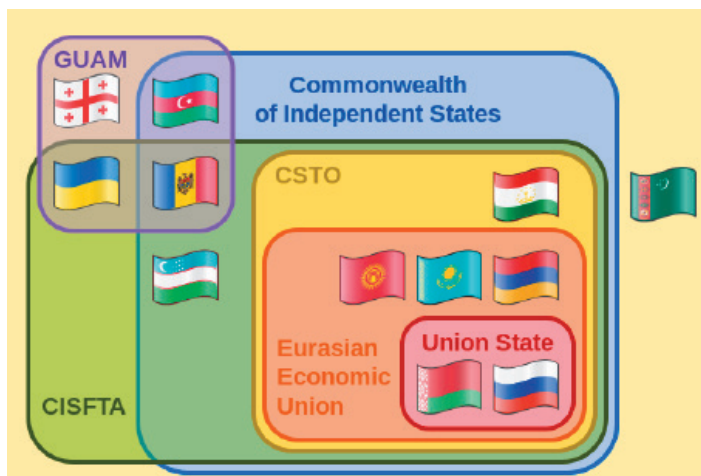 GUAM
Commonwealth
of Independent States
CSTO
Union State
Eurasian
Economic
Union
CISFTA